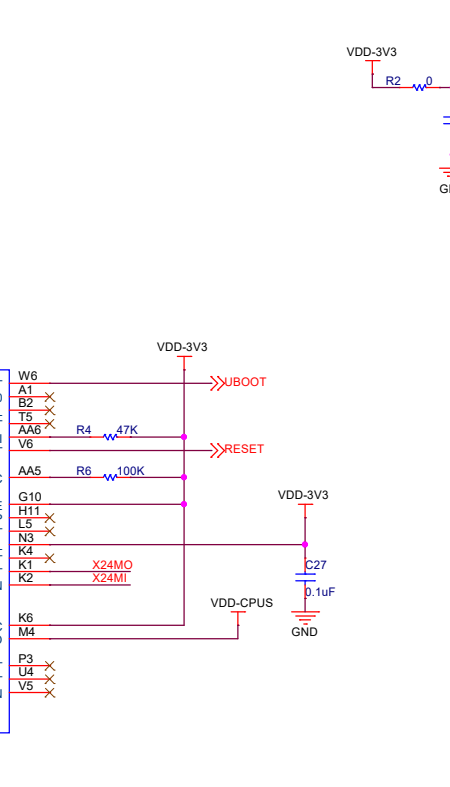 VDD-3V3
R2 0
VDD-3V3
W6 UBOOT
A1
B2
T5
AA6 R4 47K
V6 RESET
AA5 R6 100K
VDD-3V3
G10
H11
L5
N3
K4 C27
K1 X24MO
K2 X24MI
0.1uF
VDD-CPUS
K6
M4 GND
P3
U4
V5